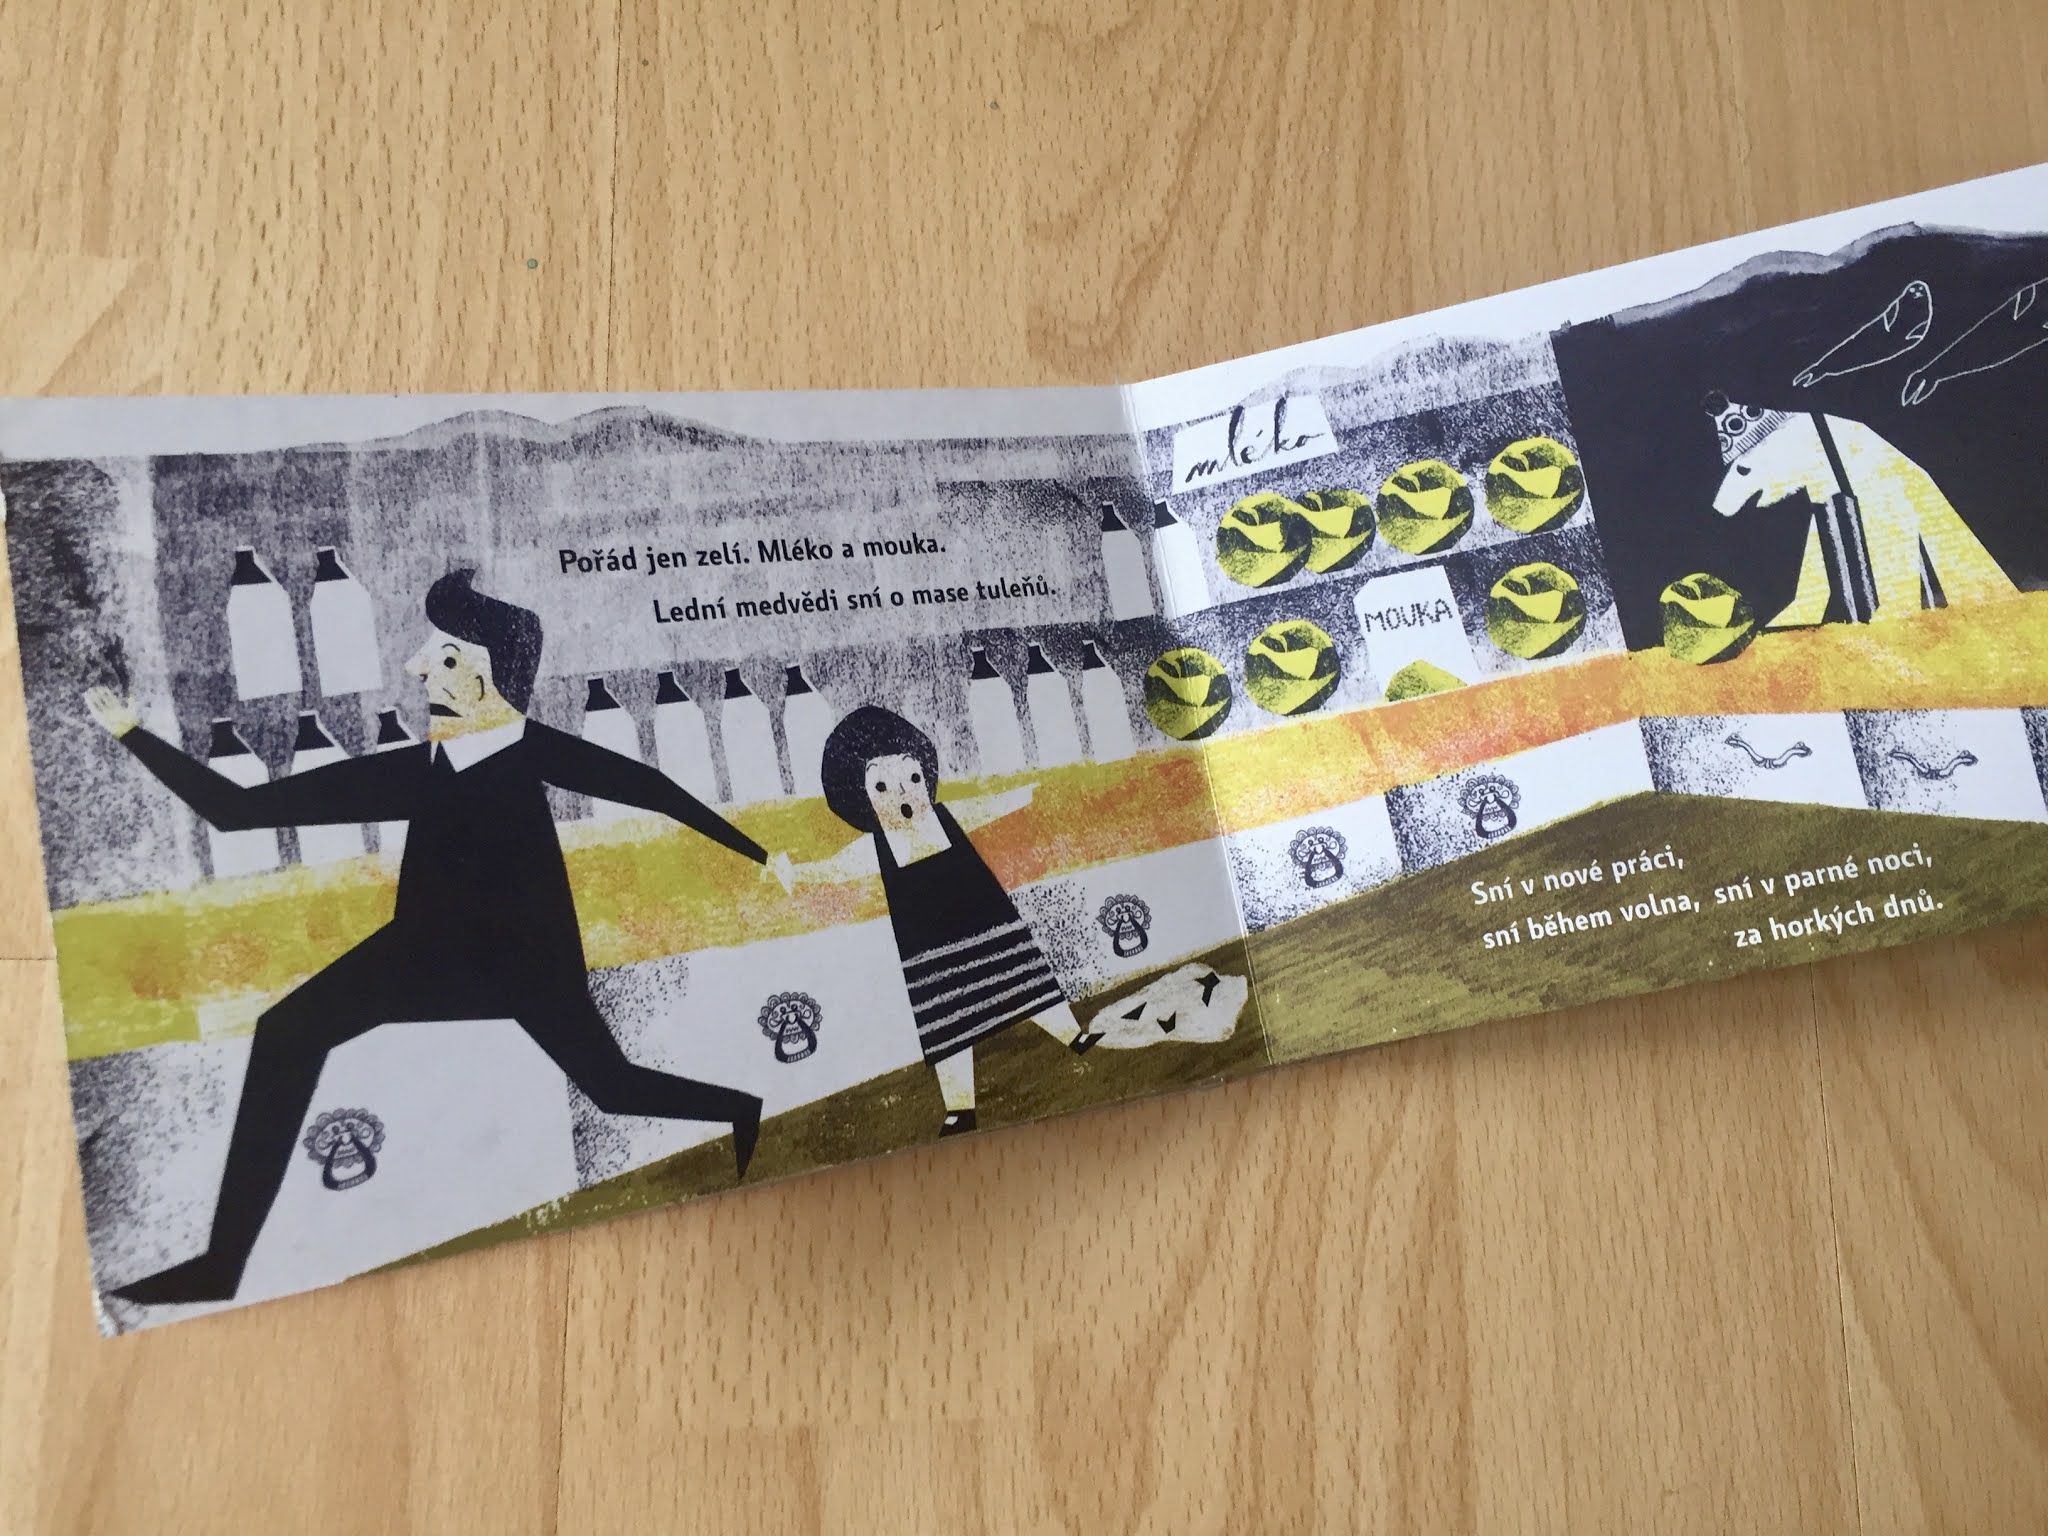 Pořád jen zelí. Mléko a mouka.
Lední medvědi sní o mase tuleňů.
mléko
MOUKA
Sní v nové práci,
sní během volna, sní v parné noci,
za horkých dnů.